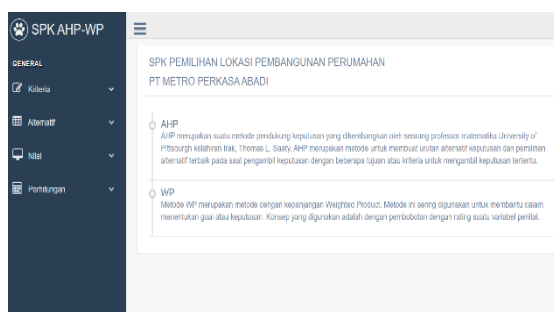 SPK AHP-WP
GENERAL
Kriteria
Alternatif
Nilai
Perhitungan
SPK PEMILIHAN LOKASI PEMBANGUNAN PERUMAHAN
PT METRO PERKASA ABADI
AHP
AHP merupakan suatu metode pendukung keputusan yang dikembangkan oleh seorang professor matematika University of
Pittsburgh kelahiran Irak, Thomas L. Saaty. AHP merupakan metode untuk membuat urutan alternatif keputusan dan pemilihan
alternatif terbaik pada saat pengambil keputusan dengan beberapa tujuan atau kriteria untuk mengambil keputusan tertentu.
WP
Metode WP merupakan metode dengan kepanjangan Weighted Product. Metode ini sering digunakan untuk membantu dalam
menentukan goal atau keputusan. Konsep yang digunakan adalah dengan pembobotan dengan rating suatu variabel penilai.